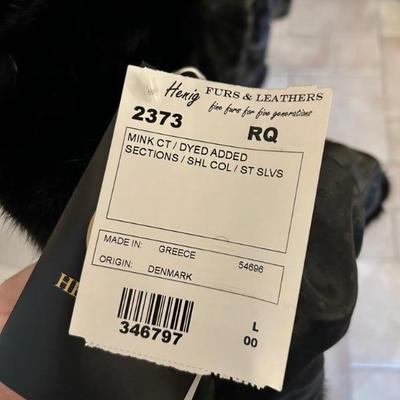 Henig FURS & LEATHERS
fine furs for five generations
2373 RQ
MINK CT / DYED ADDED
SECTIONS / SHL COL / ST SLVS
MADE IN: GREECE 54696
ORIGIN: DENMARK
346797
L
00